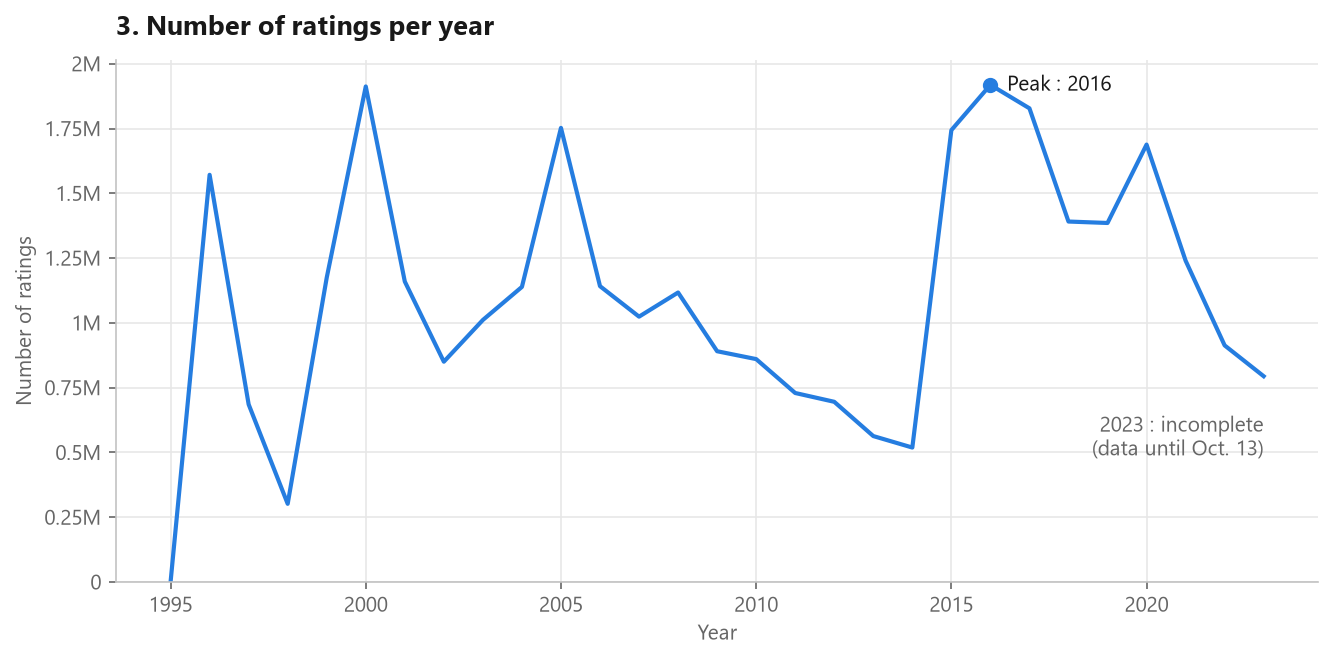 3. Number of ratings per year
2M
1.75M
1.5M
1.25M
1M
0.75M
0.5M
0.25M
0
Number of ratings
Peak : 2016
2023 : incomplete
(data until Oct. 13)
1995
2000
2005
2010
2015
2020
Year